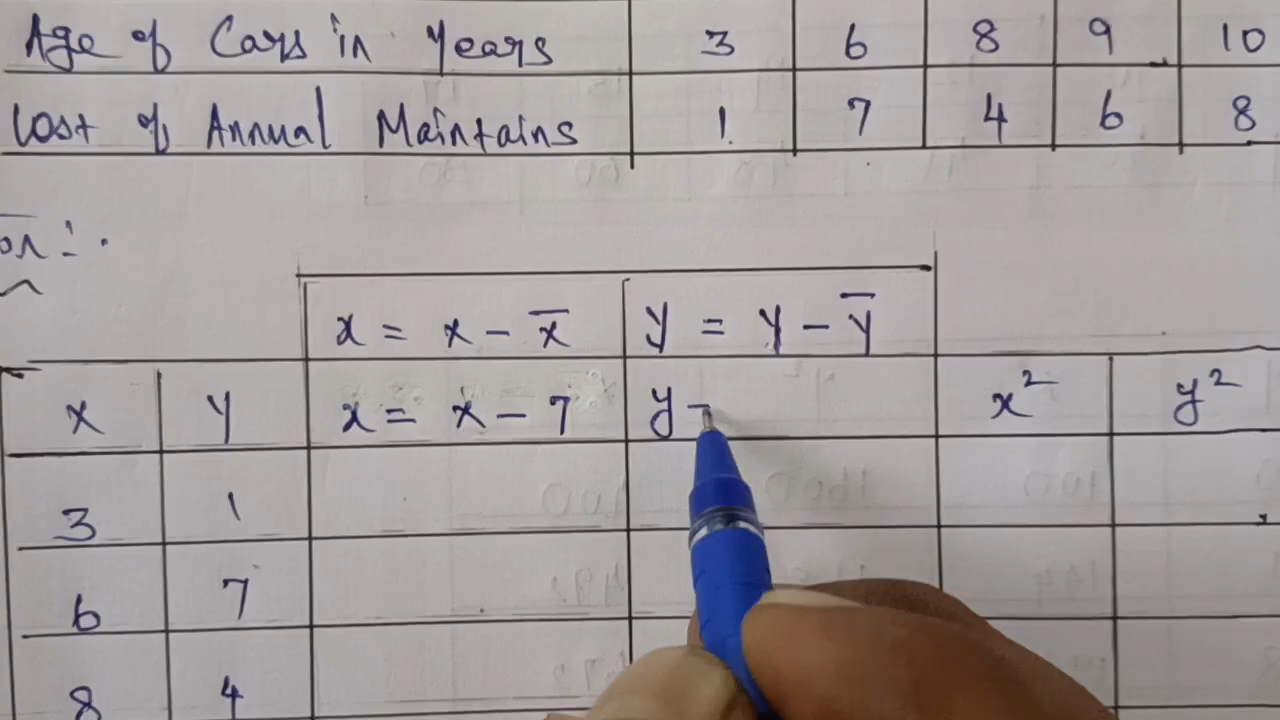 Age of Cars in Years 3 6 8 9 10
Cost of Annual Maintains 1 7 4 6 8
on :-
x = x - x̅ y = y - y̅
x y x = x - 7 y - x² y²
3 1
6 7
8 4